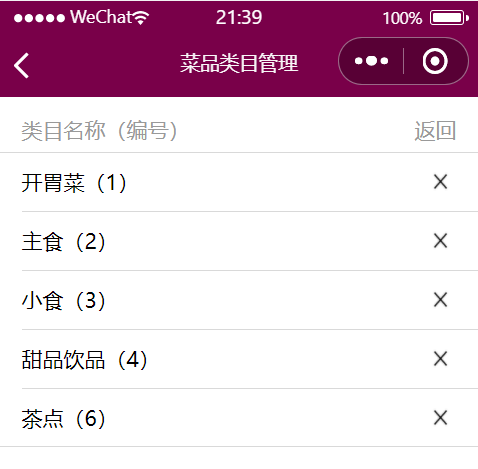 WeChat 21:39 100%
菜品类目管理
类目名称（编号） 返回
开胃菜（1） X
主食（2） X
小食（3） X
甜品饮品（4） X
茶点（6） X